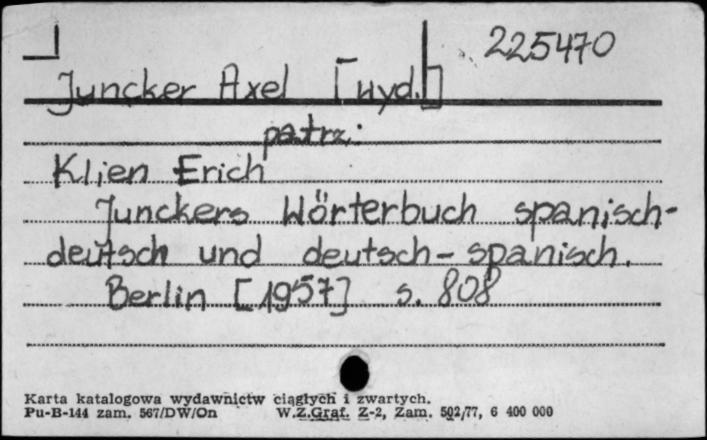 225470
Juncker Axel [wyd.]
patrz:
Klien Erich
Junckers Wörterbuch spanisch-
deutsch und deutsch-spanisch.
Berlin [1957] s. 808
Karta katalogowa wydawnictw ciągłych i zwartych.
Pu-B-144 zam. 567/DW/On W.Z.Graf. Z-2, Zam. 502/77, 6 400 000